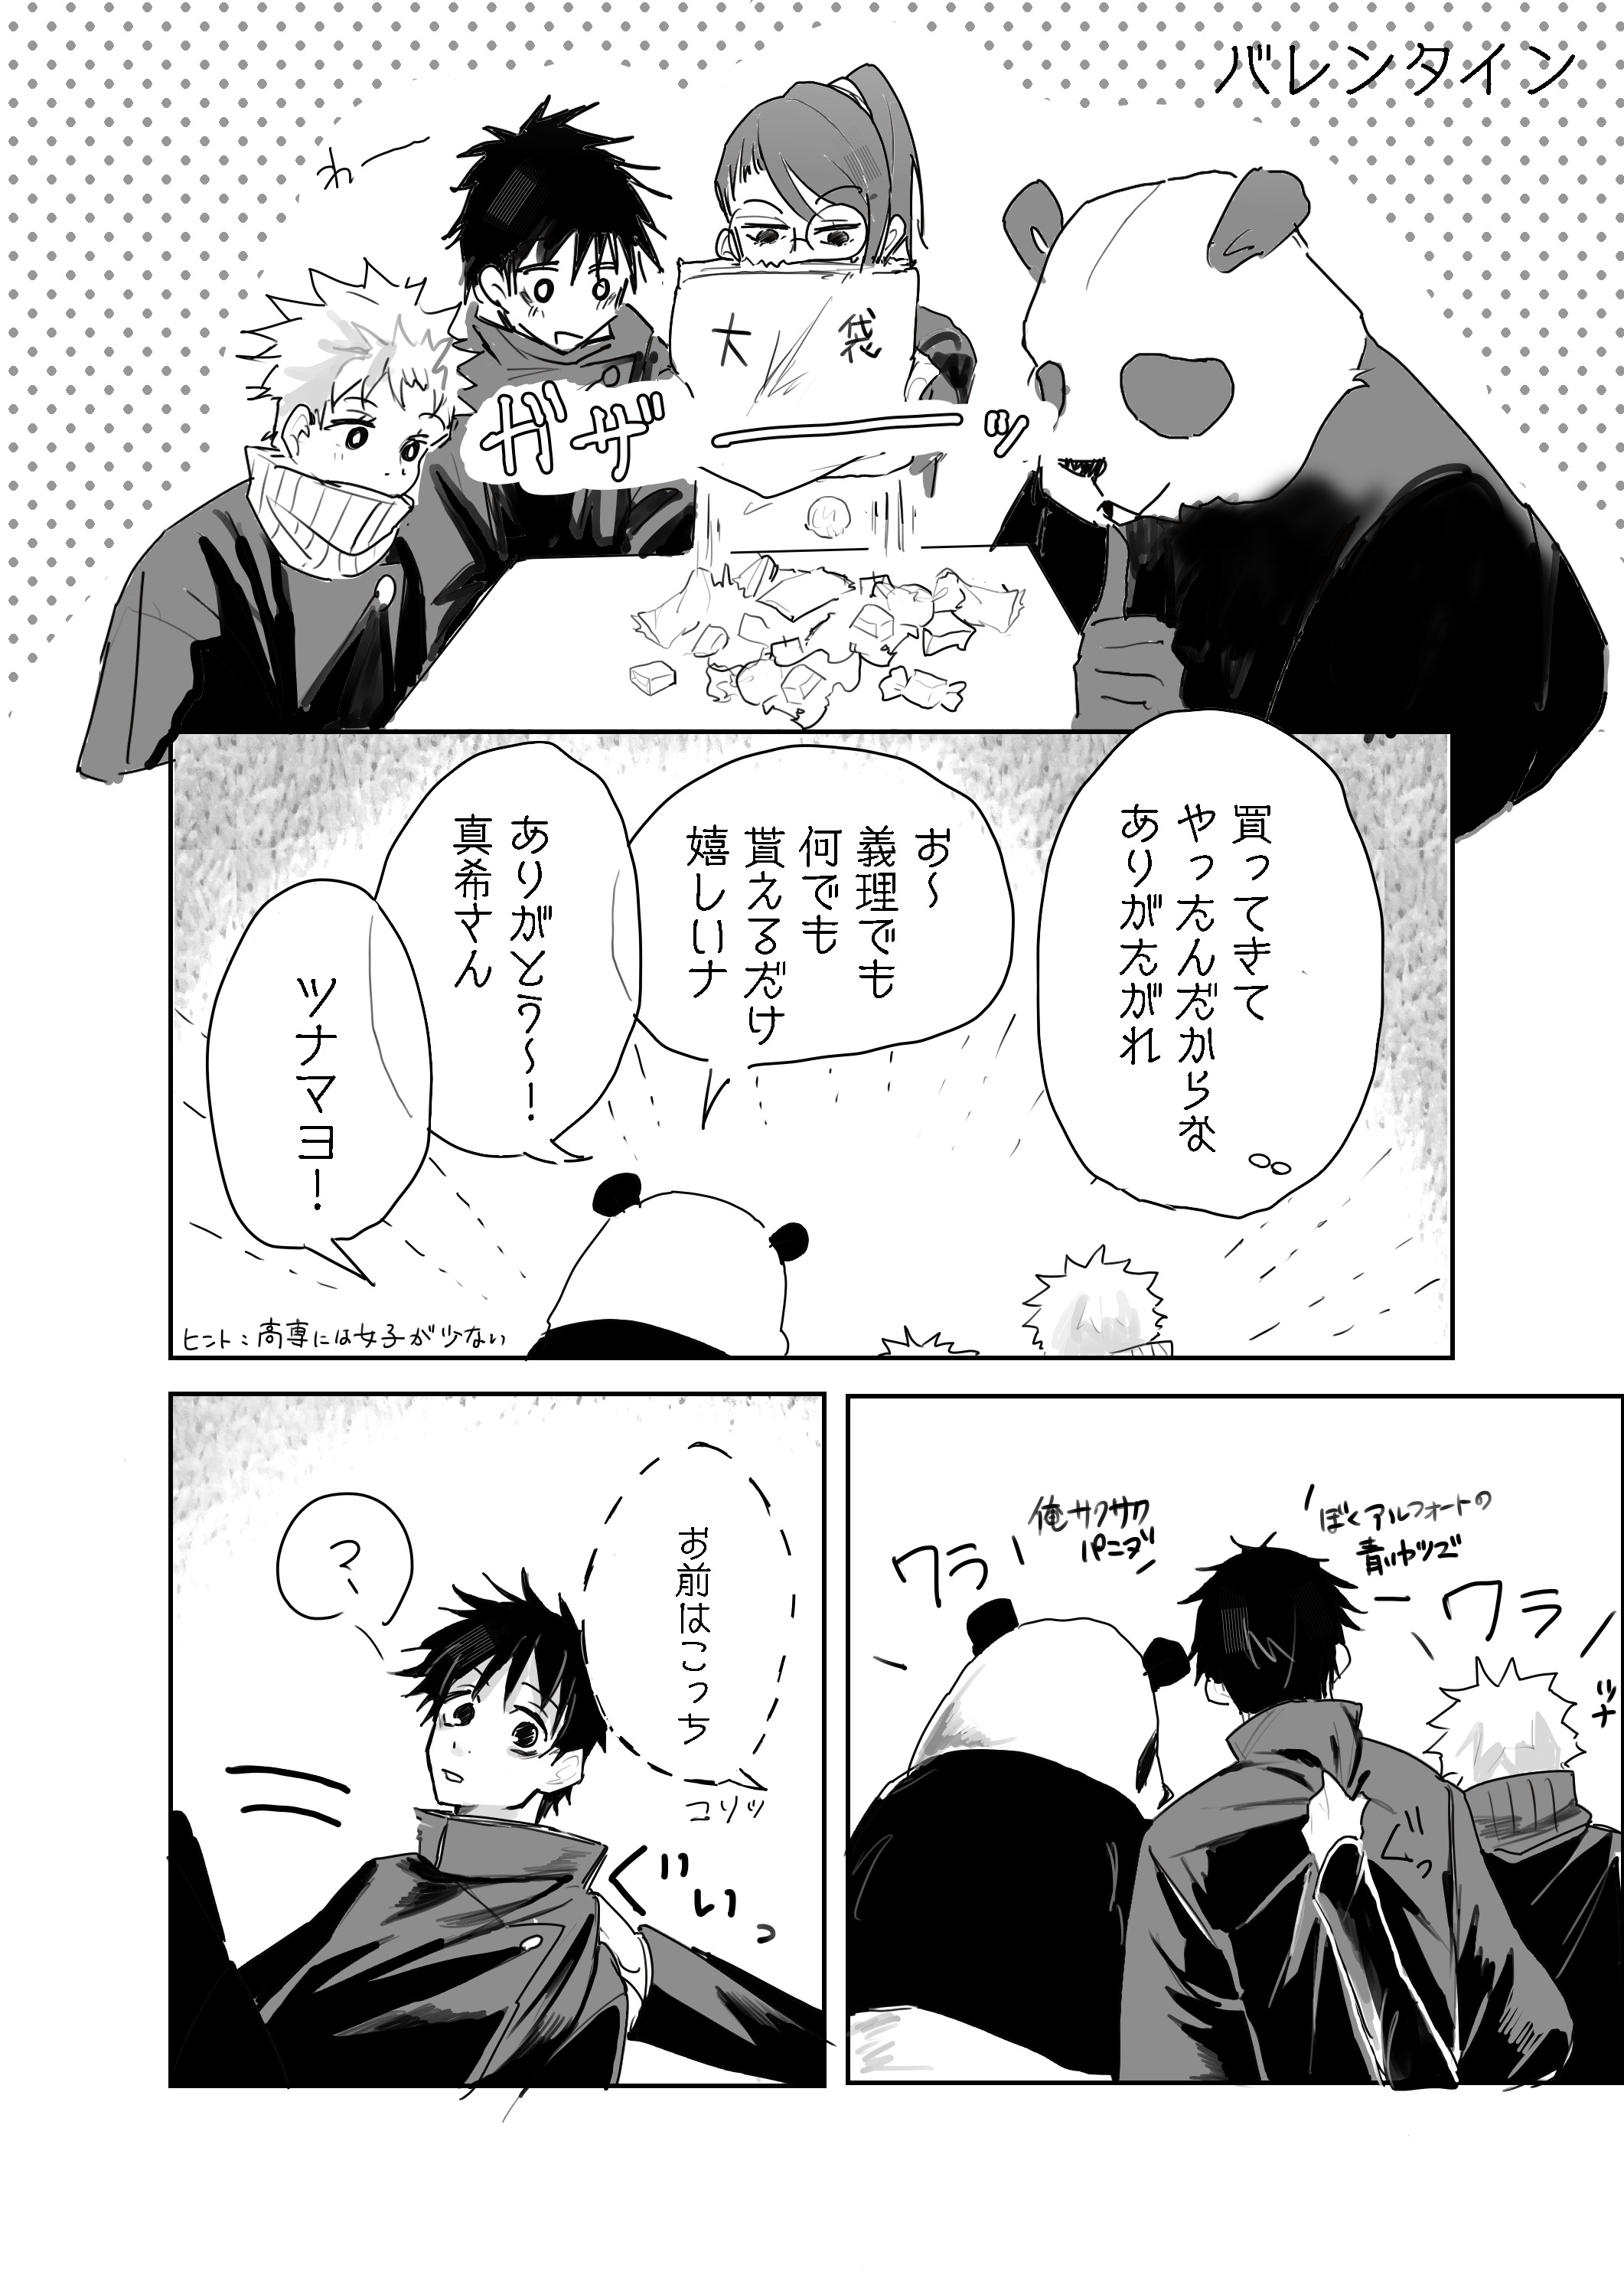 バレンタイン
わー
大袋
ガザーッ
買ってきて
やったんだからな
ありがたがれ
お～
義理でも
何でも
貰えるだけ
嬉しいナ
ありがとう～！
真希さん
ツナマヨ！
ヒント：高専には女子が少ない
ぼくアルフォートの
青いヤツで
俺サクサク
パニダ
ワラ
ワラ
ツナ
ぐっ
お前はこっち
コソッ
ぐいっ
？